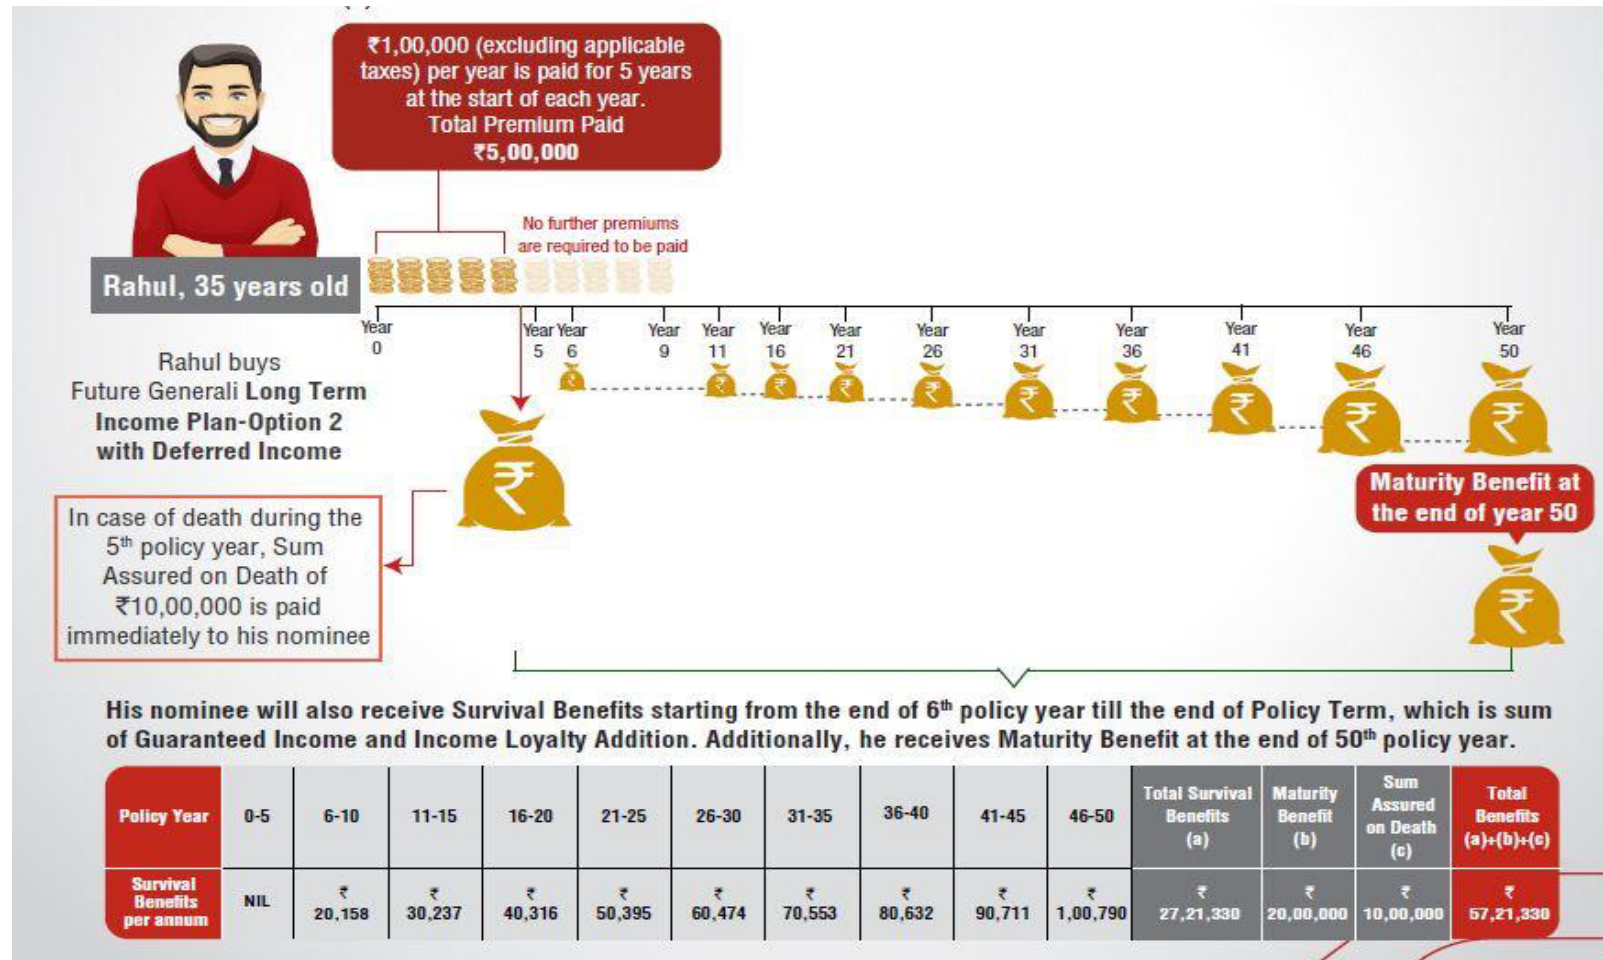 ₹1,00,000 (excluding applicable
taxes) per year is paid for 5 years
at the start of each year.
Total Premium Paid
₹5,00,000
No further premiums
are required to be paid
Rahul, 35 years old
Year 0
Year 5
Year 6
Year 9
Year 11
Year 16
Year 21
Year 26
Year 31
Year 36
Year 41
Year 46
Year 50
Rahul buys
Future Generali Long Term
Income Plan-Option 2
with Deferred Income
Maturity Benefit at
the end of year 50
In case of death during the
5th policy year, Sum
Assured on Death of
₹10,00,000 is paid
immediately to his nominee
His nominee will also receive Survival Benefits starting from the end of 6th policy year till the end of Policy Term, which is sum
of Guaranteed Income and Income Loyalty Addition. Additionally, he receives Maturity Benefit at the end of 50th policy year.
Policy Year 0-5 6-10 11-15 16-20 21-25 26-30 31-35 36-40 41-45 46-50 Total Survival Benefits (a) Maturity Benefit (b) Sum Assured on Death (c) Total Benefits (a)+(b)+(c)
Survival Benefits per annum NIL ₹ 20,158 ₹ 30,237 ₹ 40,316 ₹ 50,395 ₹ 60,474 ₹ 70,553 ₹ 80,632 ₹ 90,711 ₹ 1,00,790 ₹ 27,21,330 ₹ 20,00,000 ₹ 10,00,000 ₹ 57,21,330